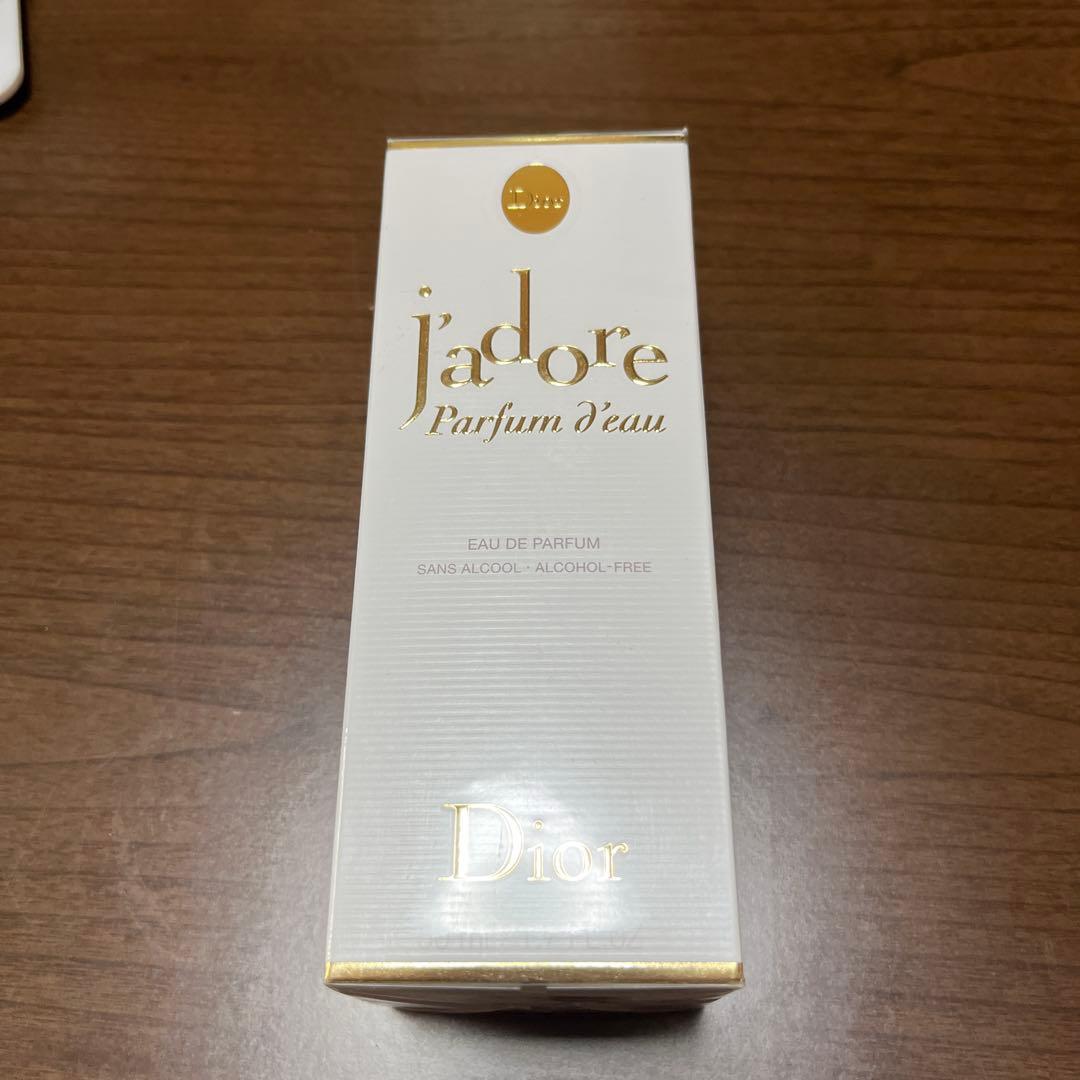 Dior
j'adore
Parfum d'eau
EAU DE PARFUM
SANS ALCOOL · ALCOHOL-FREE
Dior